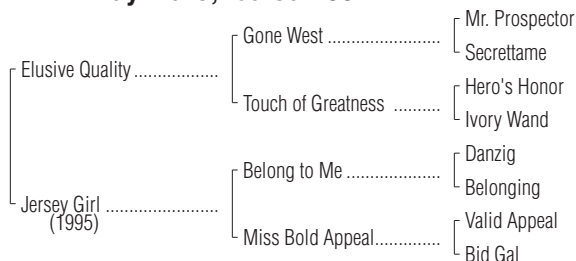 Mr. Prospector
Gone West ........................
Secrettame
Elusive Quality ..................
Hero's Honor
Touch of Greatness ..........
Ivory Wand
Danzig
Belong to Me ....................
Belonging
Jersey Girl ........................
(1995)
Valid Appeal
Miss Bold Appeal..............
Bid Gal